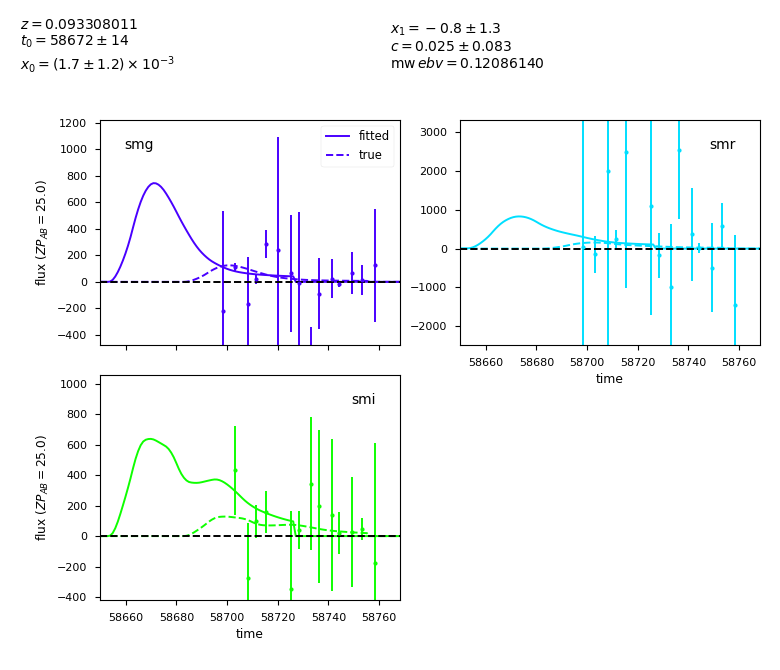 z = 0.093308011
t0 = 58672 ± 14
x0 = (1.7 ± 1.2) × 10^−3
x1 = −0.8 ± 1.3
c = 0.025 ± 0.083
mw ebv = 0.12086140
smg
fitted
true
1200
1000
800
600
400
200
0
−200
−400
flux (ZP_AB = 25.0)
smr
3000
2000
1000
0
−1000
−2000
58660 58680 58700 58720 58740 58760
time
smi
1000
800
600
400
200
0
−200
−400
flux (ZP_AB = 25.0)
58660 58680 58700 58720 58740 58760
time